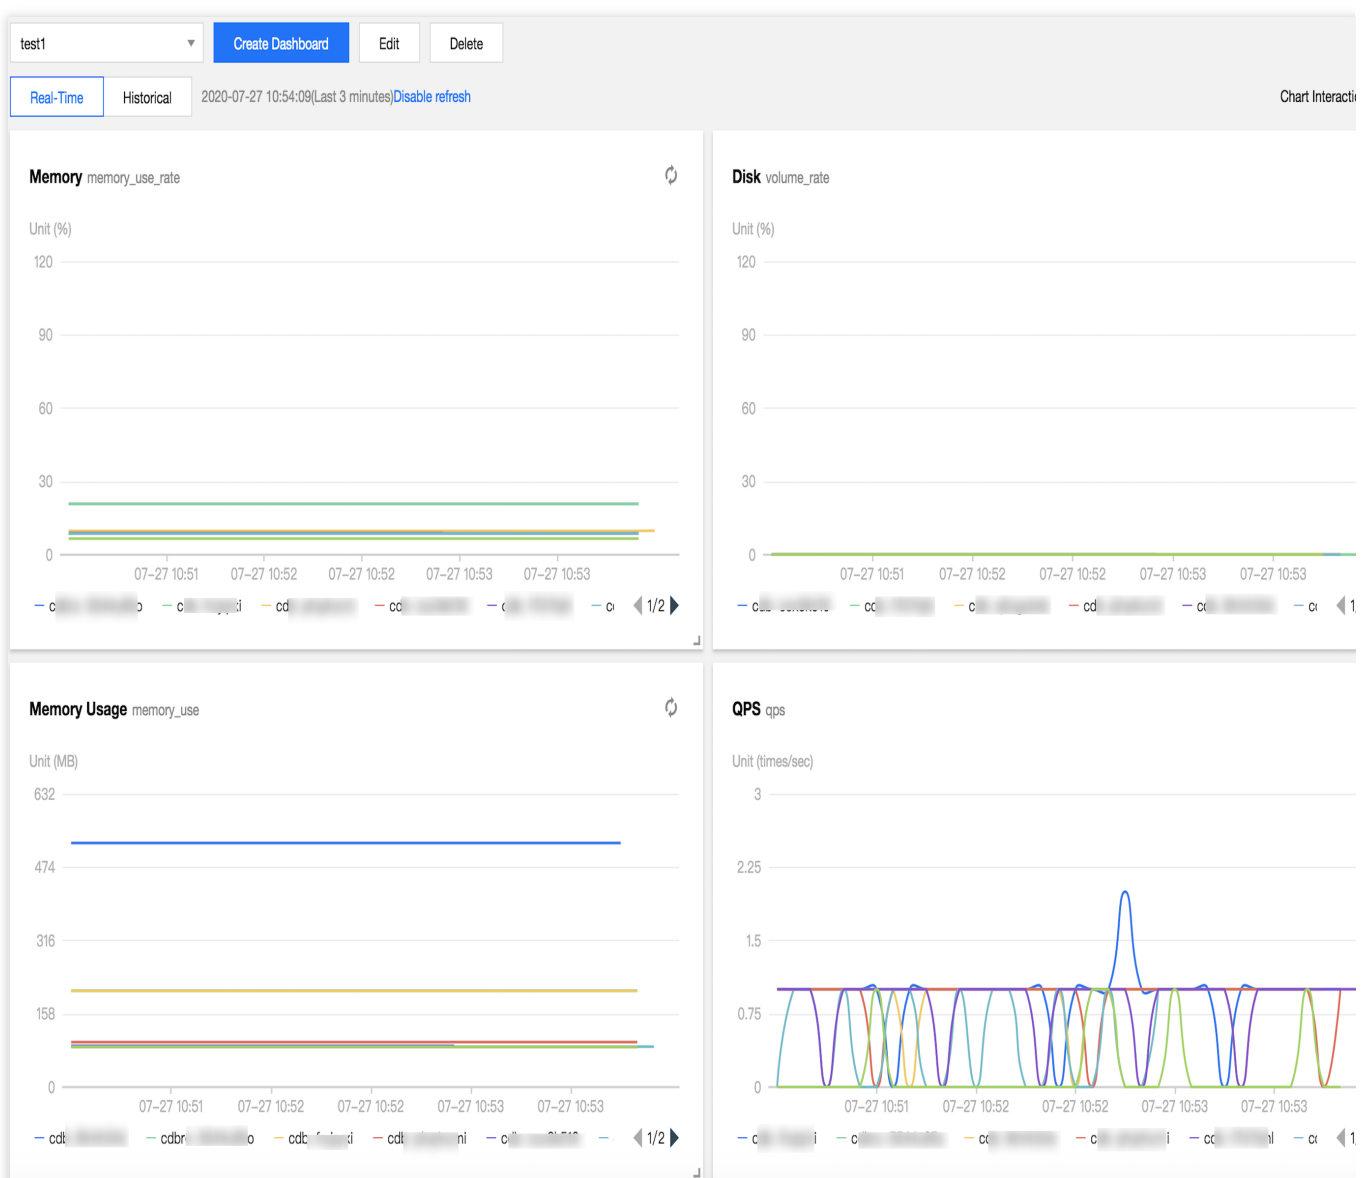 test1 Create Dashboard Edit Delete
Real-Time Historical 2020-07-27 10:54:09(Last 3 minutes)Disable refresh
Memory memory_use_rate
Unit (%)
120
90
60
30
0
07-27 10:51 07-27 10:52 07-27 10:52 07-27 10:53 07-27 10:53
1/2
Disk volume_rate
Unit (%)
120
90
60
30
0
07-27 10:51 07-27 10:52 07-27 10:52 07-27 10:53 07-27 10:53
Memory Usage memory_use
Unit (MB)
632
474
316
158
0
07-27 10:51 07-27 10:52 07-27 10:52 07-27 10:53 07-27 10:53
1/2
QPS qps
Unit (times/sec)
3
2.25
1.5
0.75
0
07-27 10:51 07-27 10:52 07-27 10:52 07-27 10:53 07-27 10:53
Chart